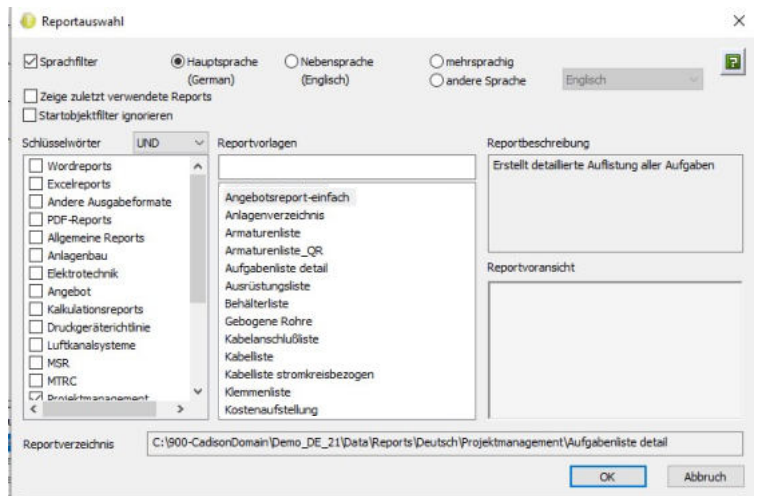 Reportauswahl
Sprachfilter
Hauptsprache
(German)
Nebensprache
(Englisch)
mehrsprachig
andere Sprache
Englisch
Zeige zuletzt verwendete Reports
Startobjektfilter ignorieren
Schlüsselwörter
UND
Wordreports
Excelreports
Andere Ausgabeformate
PDF-Reports
Allgemeine Reports
Anlagenbau
Elektrotechnik
Angebot
Kalkulationsreports
Druckgeräterichtlinie
Luftkanalsysteme
MSR
MTRC
Projektmanagement
Reportvorlagen
Angebotsreport-einfach
Anlagenverzeichnis
Armaturenliste
Armaturenliste_QR
Aufgabenliste detail
Ausrüstungsliste
Behälterliste
Gebogene Rohre
Kabelanschlußliste
Kabelliste
Kabelliste stromkreisbezogen
Klemmenliste
Kostenaufstellung
Reportbeschreibung
Erstellt detaillierte Auflistung aller Aufgaben
Reportvoransicht
Reportverzeichnis
C:\900-CadisonDomain\Demo_DE_21\Data\Reports\Deutsch\Projektmanagement\Aufgabenliste detail
OK
Abbruch